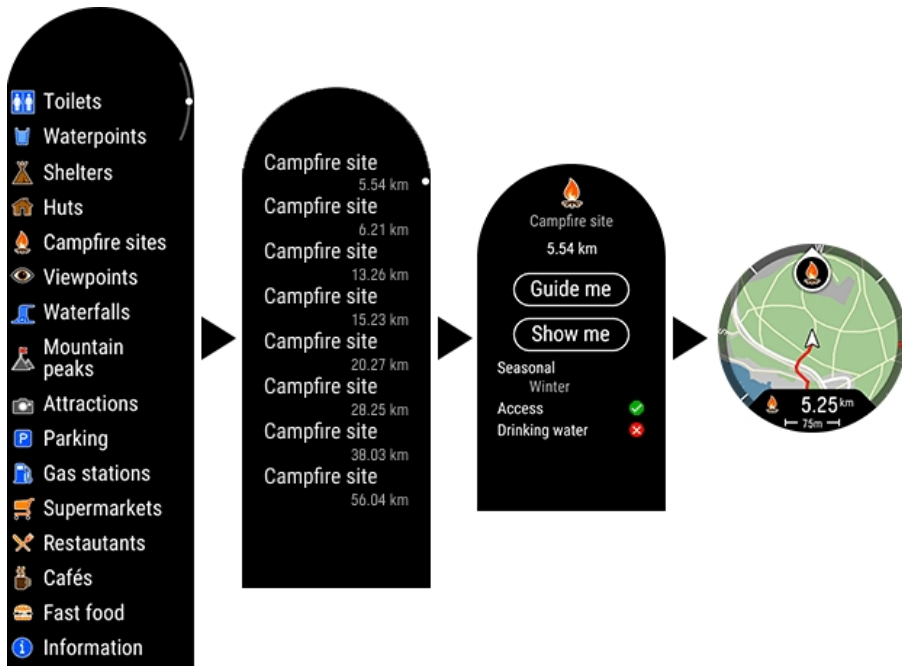 Toilets
Waterpoints
Shelters
Huts
Campfire sites
Viewpoints
Waterfalls
Mountain
peaks
Attractions
P
Parking
Gas stations
Supermarkets
Restautants
Cafés
Fast food
i
Information
Campfire site
5.54 km
Campfire site
6.21 km
Campfire site
13.26 km
Campfire site
15.23 km
Campfire site
20.27 km
Campfire site
28.25 km
Campfire site
38.03 km
Campfire site
56.04 km
Campfire site
5.54 km
Guide me
Show me
Seasonal
Winter
Access
Drinking water
5.25 km
75m